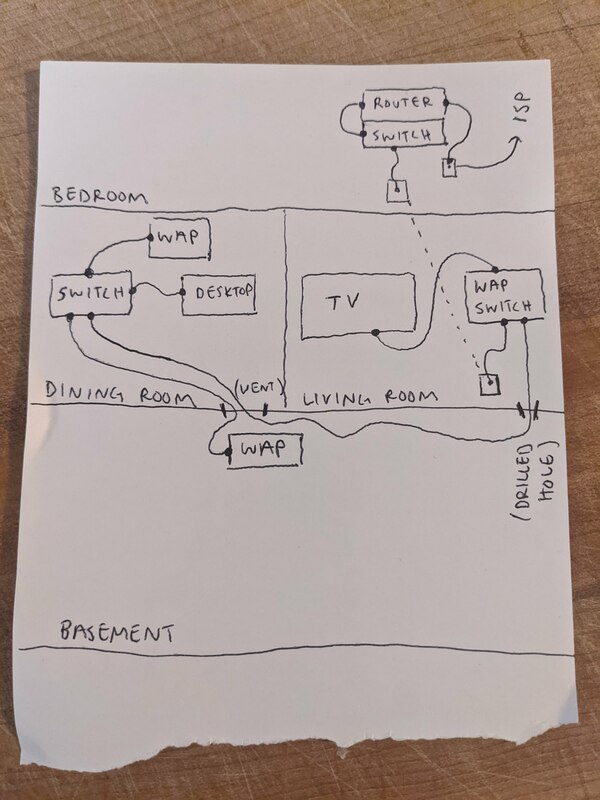 ROUTER
SWITCH
ISP
BEDROOM
WAP
SWITCH
DESKTOP
TV
WAP
SWITCH
DINING ROOM
(VENT)
LIVING ROOM
WAP
(DRILLED
HOLE)
BASEMENT